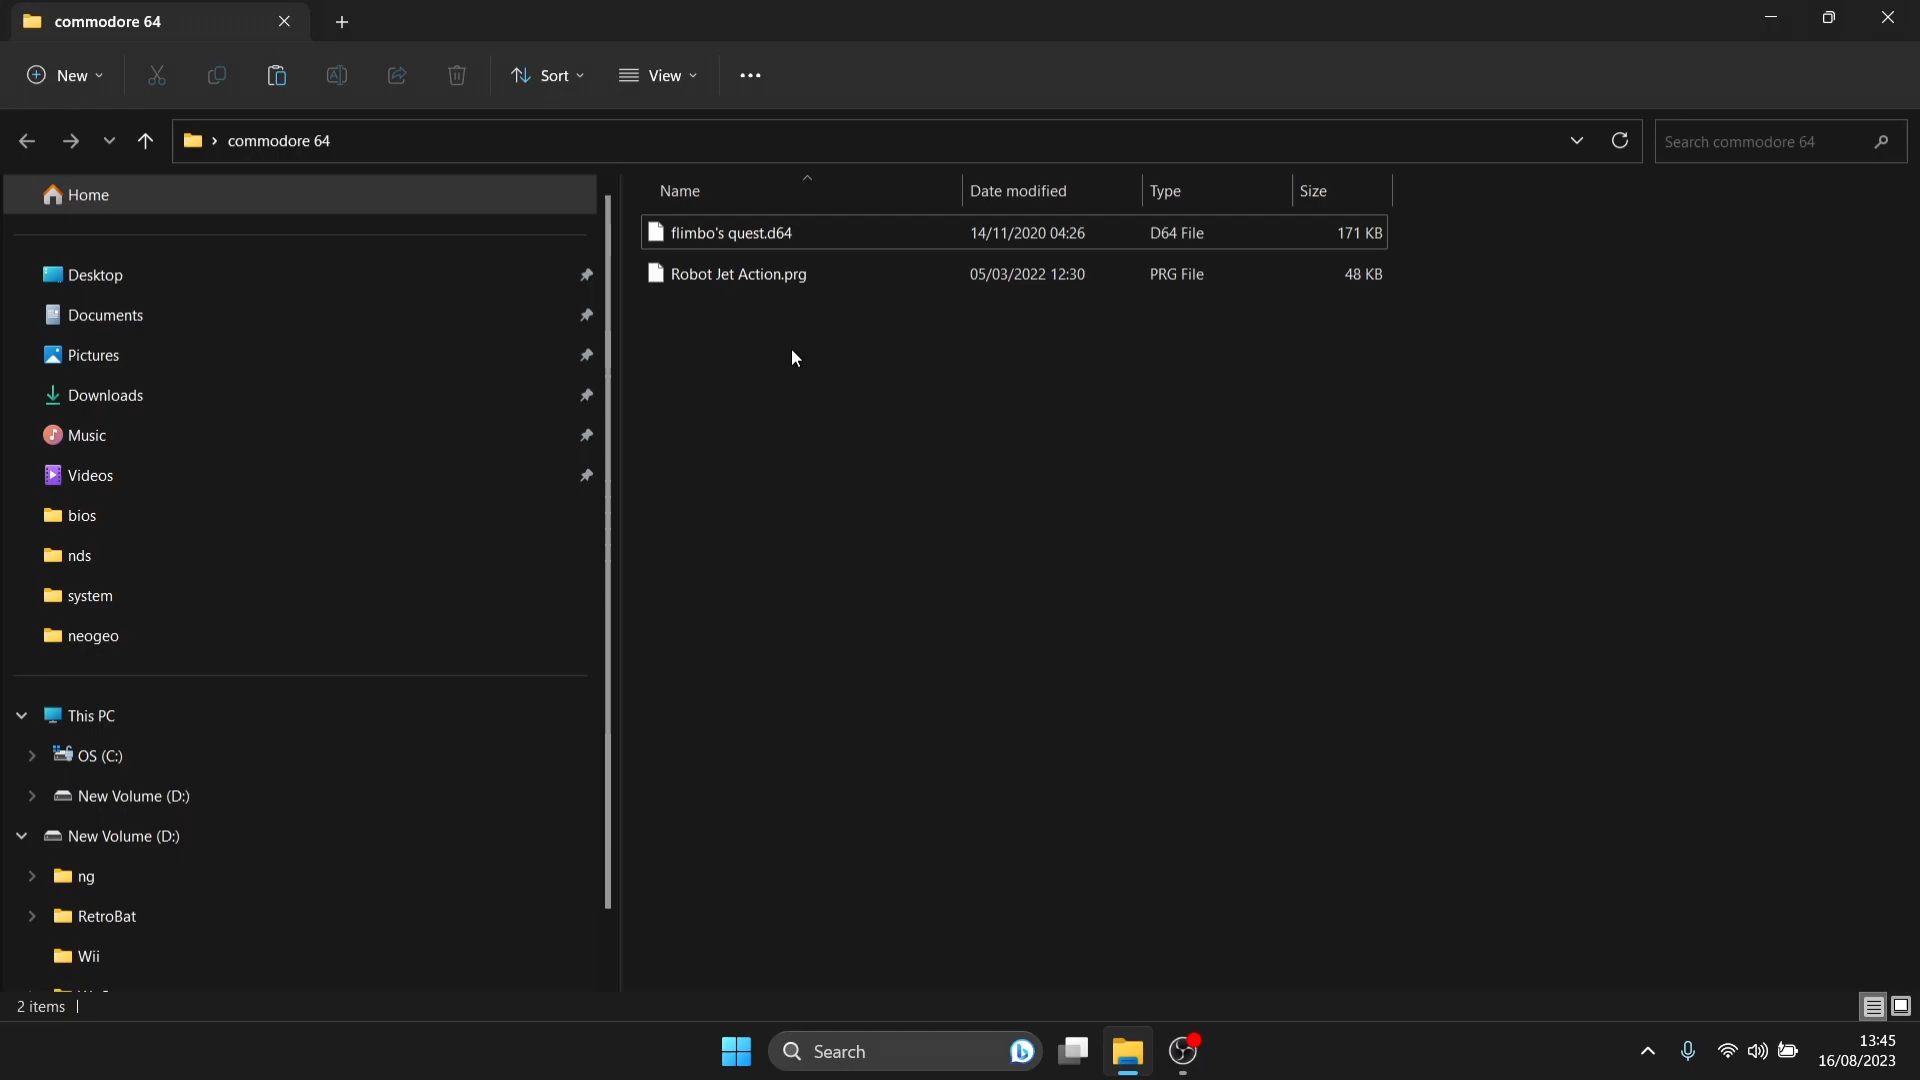 commodore 64
New
Sort
View
commodore 64
Search commodore 64
Home
Name
Date modified
Type
Size
flimbo's quest.d64
14/11/2020 04:26
D64 File
171 KB
Robot Jet Action.prg
05/03/2022 12:30
PRG File
48 KB
Desktop
Documents
Pictures
Downloads
Music
Videos
bios
nds
system
neogeo
This PC
OS (C:)
New Volume (D:)
New Volume (D:)
ng
RetroBat
Wii
2 items
Search
13:45
16/08/2023